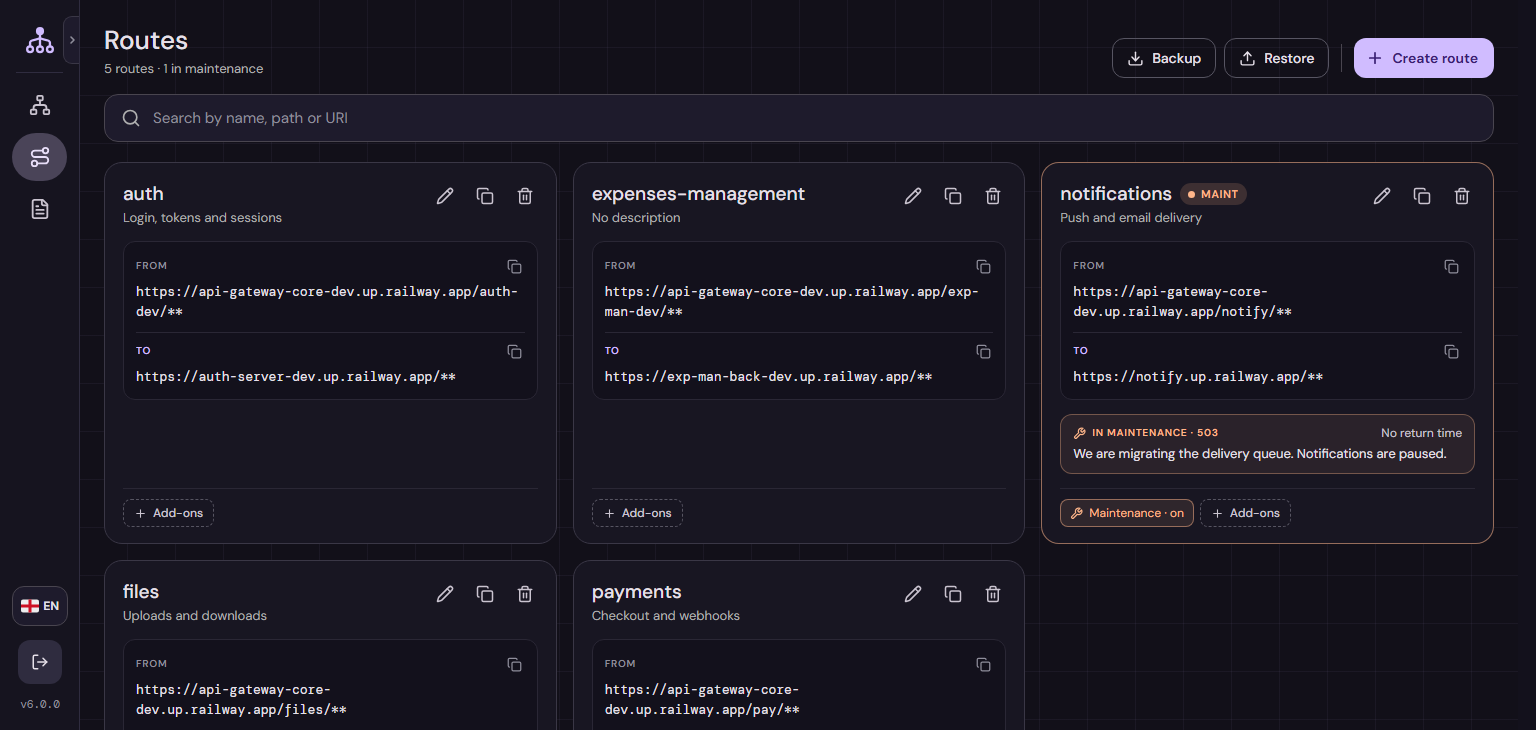 Routes
5 routes · 1 in maintenance
Backup
Restore
Create route
Search by name, path or URI
auth
Login, tokens and sessions
FROM
https://api-gateway-core-dev.up.railway.app/auth-
dev/**
TO
https://auth-server-dev.up.railway.app/**
Add-ons
expenses-management
No description
FROM
https://api-gateway-core-dev.up.railway.app/exp-
man-dev/**
TO
https://exp-man-back-dev.up.railway.app/**
Add-ons
notifications
MAINT
Push and email delivery
FROM
https://api-gateway-core-
dev.up.railway.app/notify/**
TO
https://notify.up.railway.app/**
IN MAINTENANCE · 503
No return time
We are migrating the delivery queue. Notifications are paused.
Maintenance · on
Add-ons
files
Uploads and downloads
FROM
https://api-gateway-core-
dev.up.railway.app/files/**
payments
Checkout and webhooks
FROM
https://api-gateway-core-
dev.up.railway.app/pay/**
EN
v6.0.0